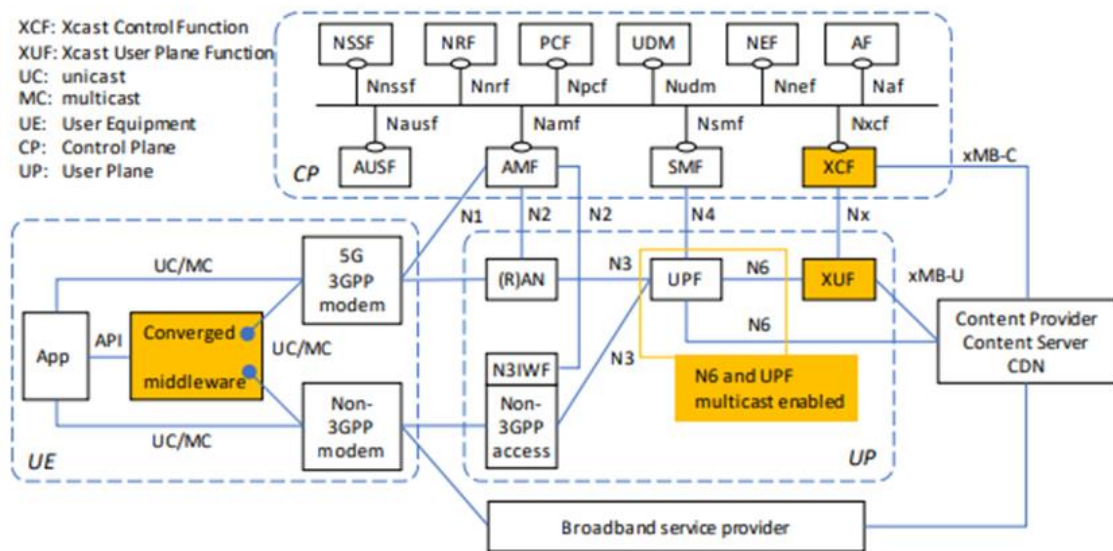 XCF: Xcast Control Function
XUF: Xcast User Plane Function
UC: unicast
MC: multicast
UE: User Equipment
CP: Control Plane
UP: User Plane
NSSF
NRF
PCF
UDM
NEF
AF
Nnssf
Nnrf
Npcf
Nudm
Nnef
Naf
Nausf
Namf
Nsmf
Nxcf
CP
AUSF
AMF
SMF
XCF
xMB-C
N1
N2
N2
N4
Nx
UC/MC
5G
3GPP
modem
(R)AN
N3
UPF
N6
XUF
xMB-U
App
API
Converged
middleware
UC/MC
N3
N6
Content Provider
Content Server
CDN
N3IWF
Non-
3GPP
access
N6 and UPF
multicast enabled
UC/MC
Non-
3GPP
modem
UE
UP
Broadband service provider